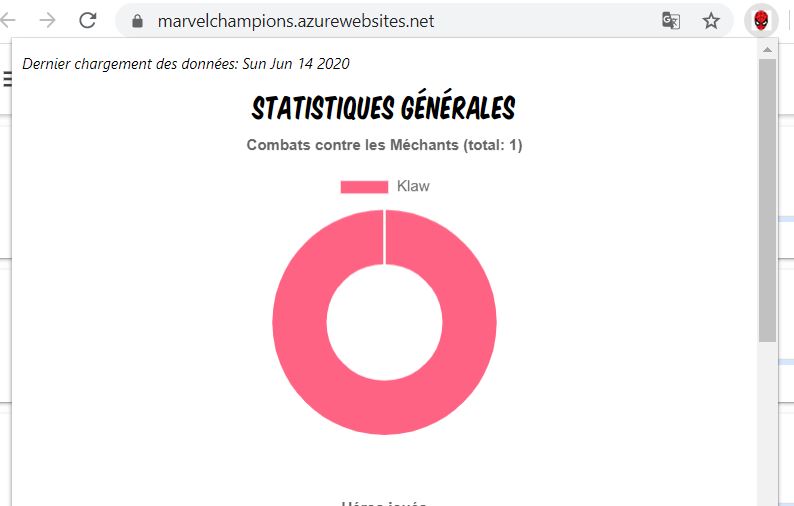 marvelchampions.azurewebsites.net
Dernier chargement des données: Sun Jun 14 2020
STATISTIQUES GÉNÉRALES
Combats contre les Méchants (total: 1)
Klaw